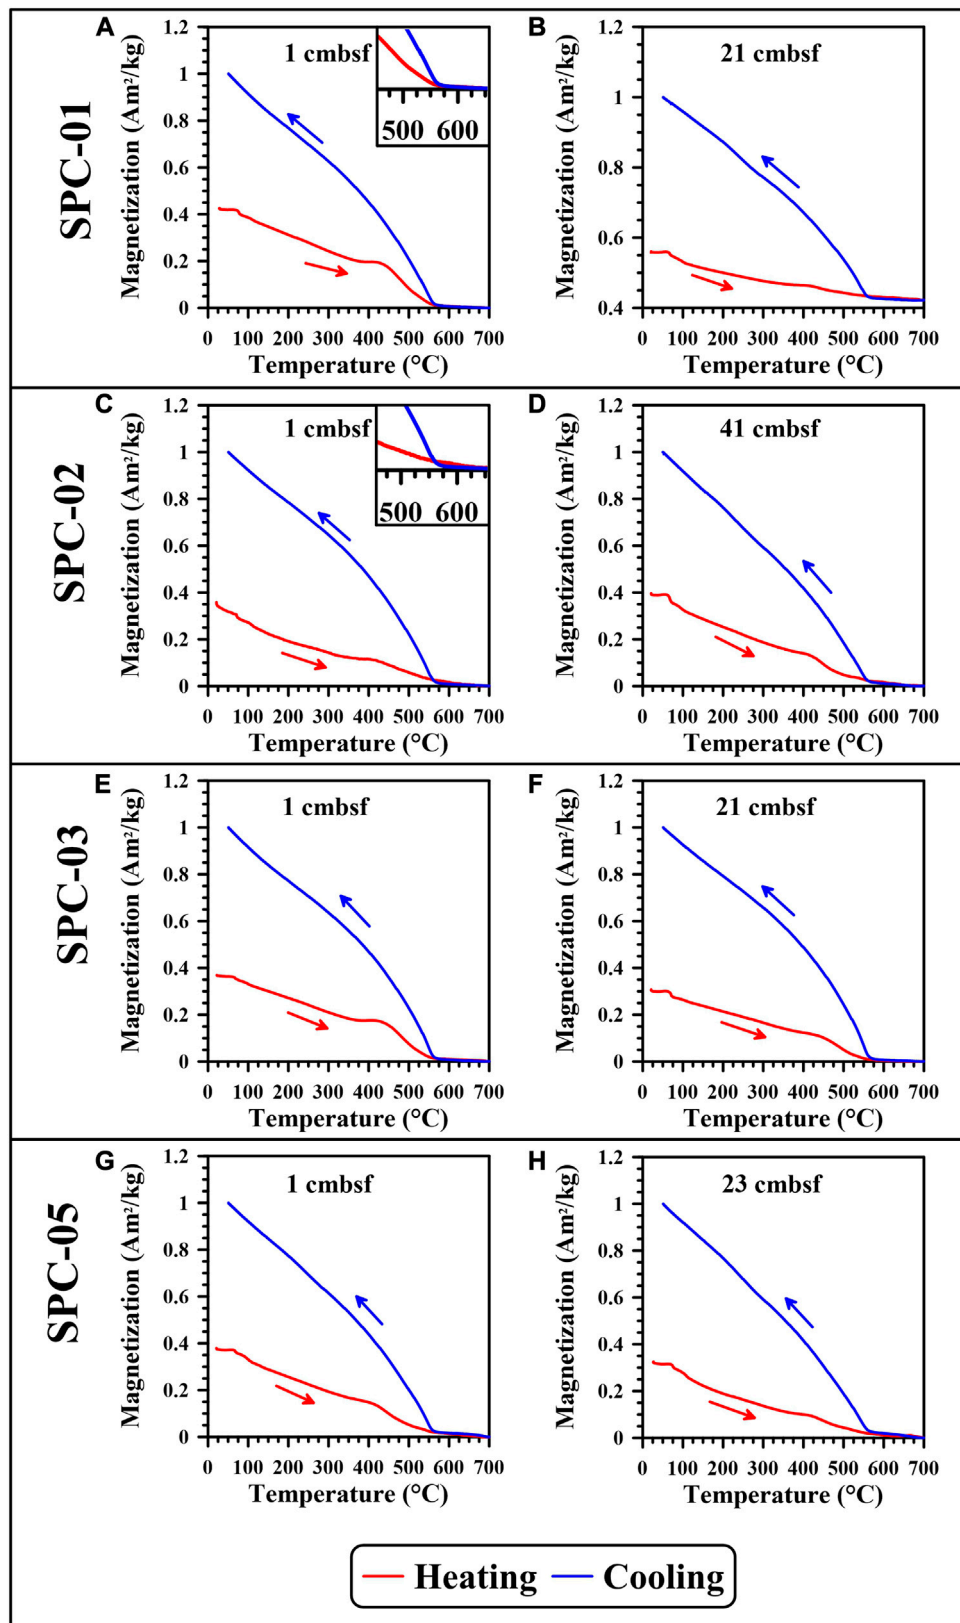 SPC-01
A
1 cmbsf
Magnetization (Am²/kg)
1.2
1
0.8
0.6
0.4
0.2
0
500 600
0 100 200 300 400 500 600 700
Temperature (°C)
B
21 cmbsf
Magnetization (Am²/kg)
1.2
1
0.8
0.6
0.4
0 100 200 300 400 500 600 700
Temperature (°C)
SPC-02
C
1 cmbsf
Magnetization (Am²/kg)
1.2
1
0.8
0.6
0.4
0.2
0
500 600
0 100 200 300 400 500 600 700
Temperature (°C)
D
41 cmbsf
Magnetization (Am²/kg)
1.2
1
0.8
0.6
0.4
0.2
0
0 100 200 300 400 500 600 700
Temperature (°C)
SPC-03
E
1 cmbsf
Magnetization (Am²/kg)
1.2
1
0.8
0.6
0.4
0.2
0
0 100 200 300 400 500 600 700
Temperature (°C)
F
21 cmbsf
Magnetization (Am²/kg)
1.2
1
0.8
0.6
0.4
0.2
0
0 100 200 300 400 500 600 700
Temperature (°C)
SPC-05
G
1 cmbsf
Magnetization (Am²/kg)
1.2
1
0.8
0.6
0.4
0.2
0
0 100 200 300 400 500 600 700
Temperature (°C)
H
23 cmbsf
Magnetization (Am²/kg)
1.2
1
0.8
0.6
0.4
0.2
0
0 100 200 300 400 500 600 700
Temperature (°C)
Heating Cooling